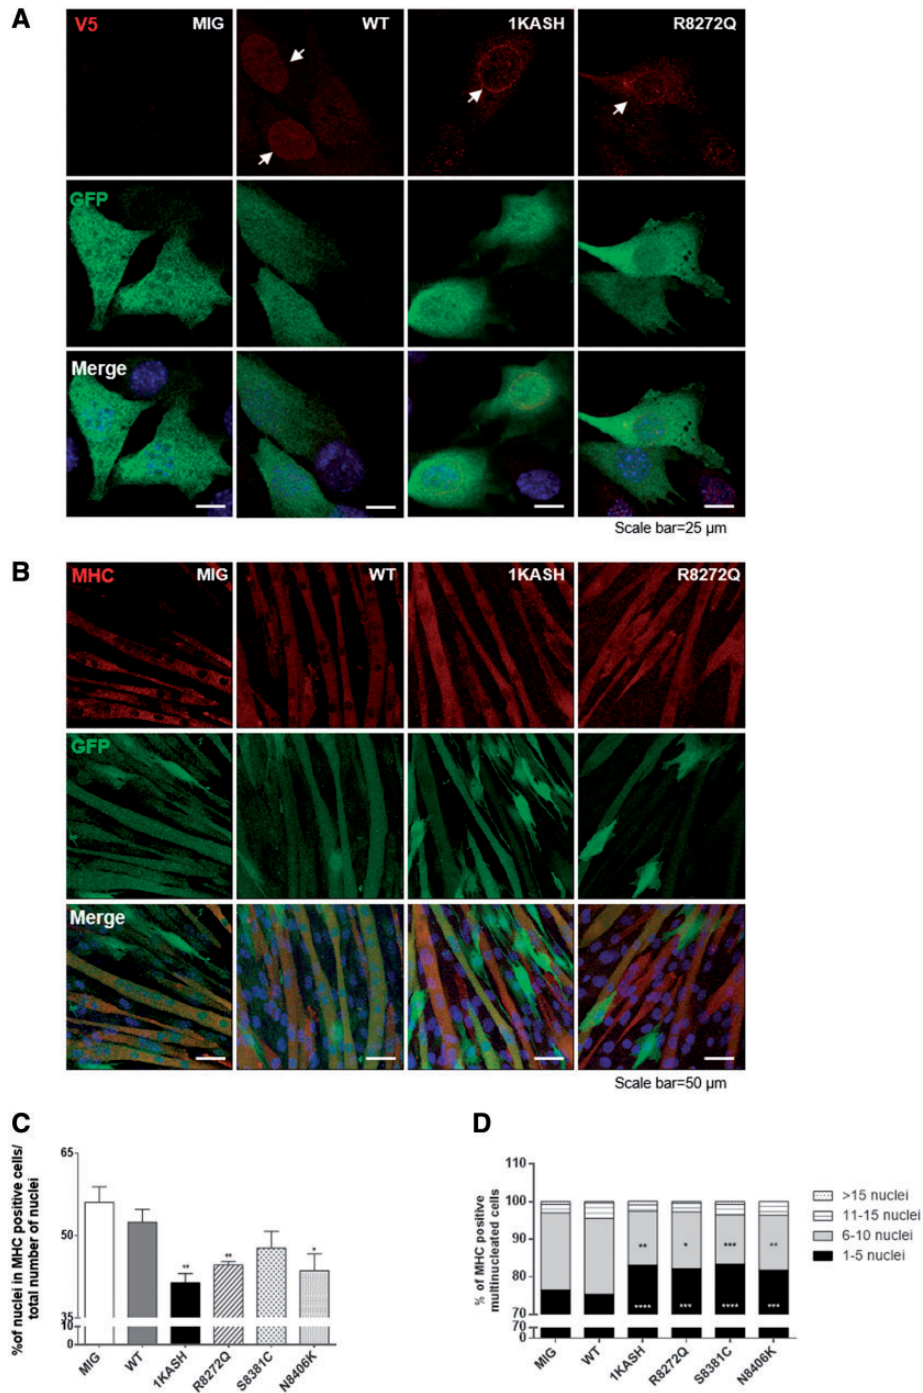 A
V5 MIG WT 1KASH R8272Q
GFP
Merge
Scale bar=25 µm
B
MHC MIG WT 1KASH R8272Q
GFP
Merge
Scale bar=50 µm
C
%of nuclei in MHC positive cells/
total number of nuclei
65
50
35
10
0
** ** *
MIG WT 1KASH R8272Q S8381C N8406K
D
% of MHC positive
multinucleated cells
110
100
90
80
70
70
0
** * *** **
**** *** **** ***
MIG WT 1KASH R8272Q S8381C N8406K
>15 nuclei
11-15 nuclei
6-10 nuclei
1-5 nuclei